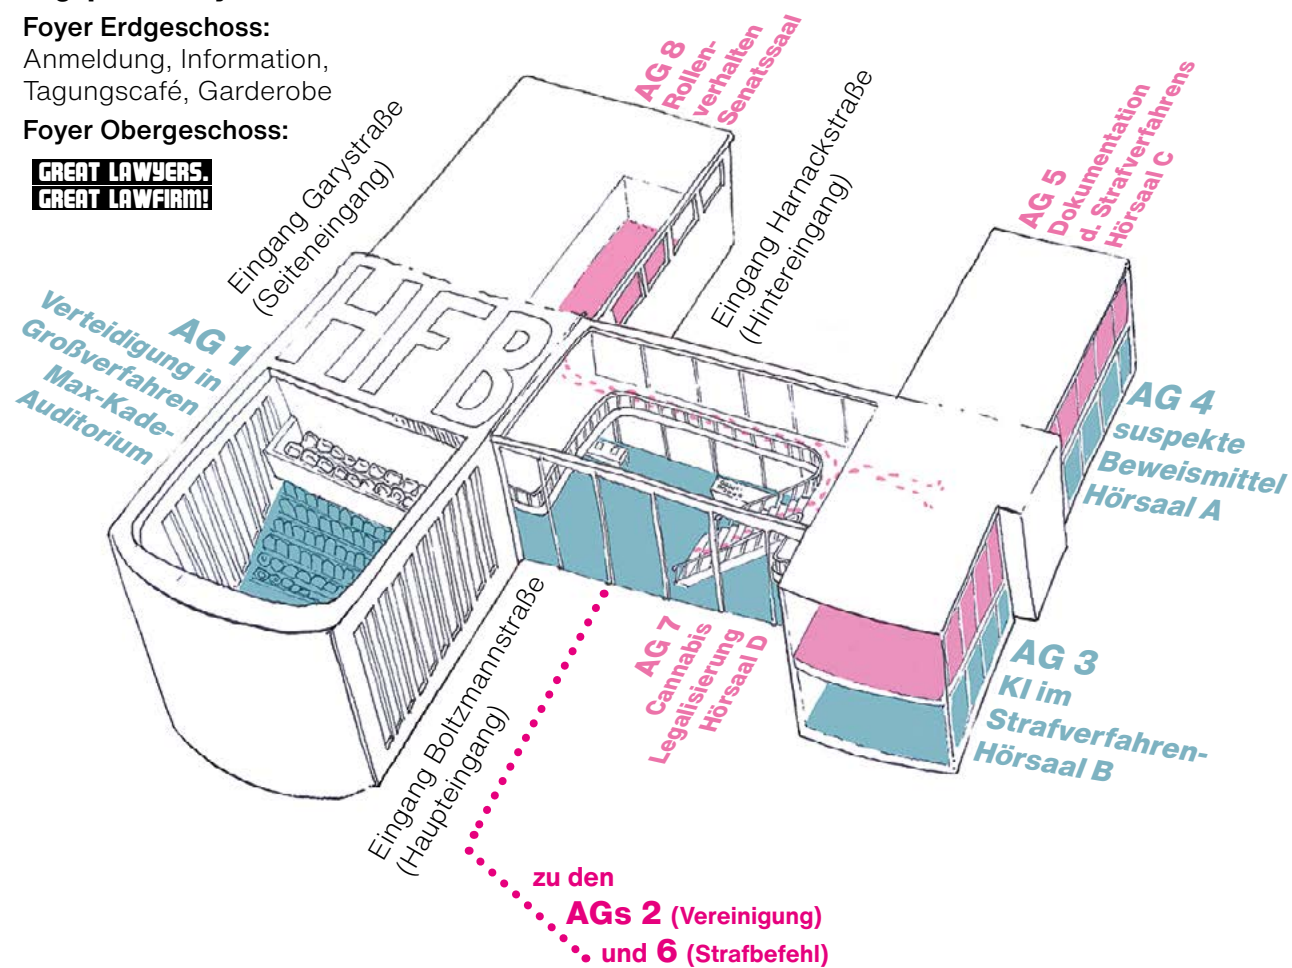 Foyer Erdgeschoss:
Anmeldung, Information,
Tagungscafé, Garderobe
Foyer Obergeschoss:
GREAT LAWYERS.
GREAT LAWFIRM!
Eingang Garystraße
(Seiteneingang)
AG 8
Rollen-
verhalten
Senatssaal
Eingang Harnackstraße
(Hintereingang)
AG 5
Dokumentation
d. Strafverfahrens
Hörsaal C
AG 1
Verteidigung in
Großverfahren
Max-Kade-
Auditorium
HFB
AG 4
suspekte
Beweismittel
Hörsaal A
AG 7
Cannabis
Legalisierung
Hörsaal D
AG 3
KI im
Strafverfahren-
Hörsaal B
Eingang Boltzmannstraße
(Haupteingang)
zu den
AGs 2 (Vereinigung)
und 6 (Strafbefehl)